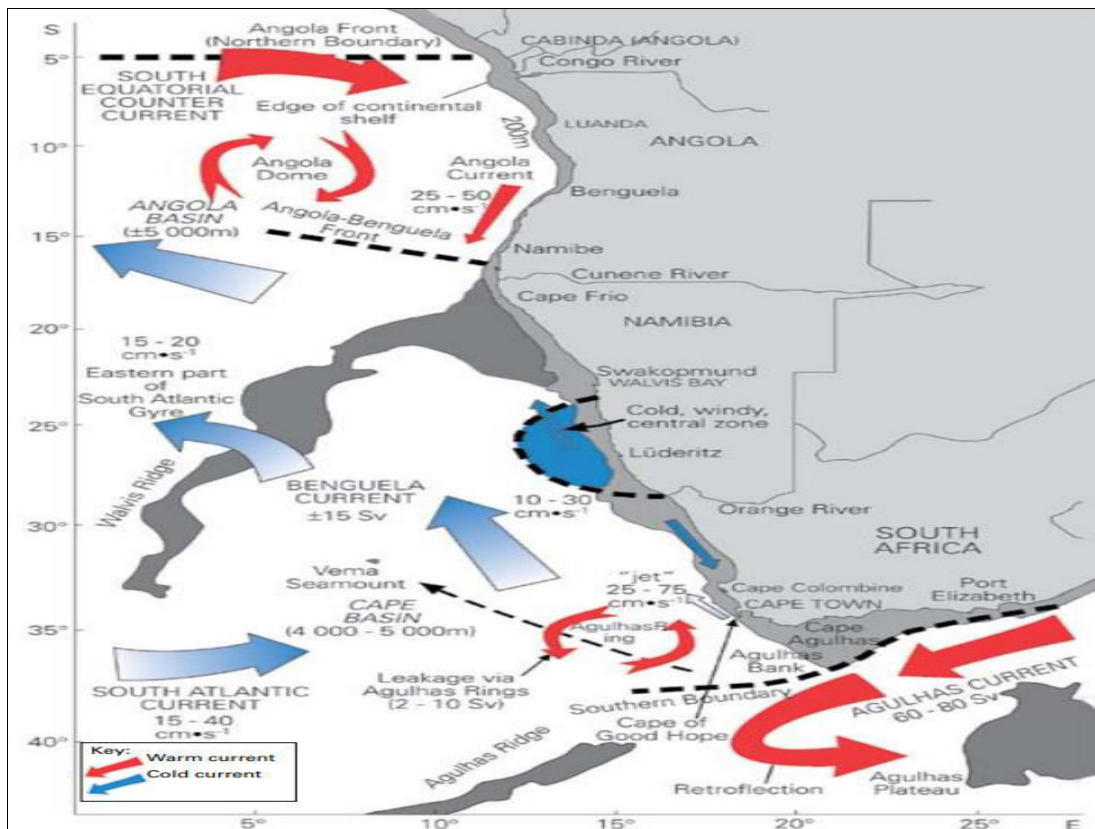 S
Angola Front
(Northern Boundary)
CABINDA (ANGOLA)
5°
Congo River
SOUTH
EQUATORIAL
COUNTER
CURRENT
Edge of continental
shelf
200m
LUANDA
ANGOLA
10°
Angola
Dome
Angola
Current
25 - 50
cm•s⁻¹
Benguela
ANGOLA
BASIN
(±5 000m)
Angola-Benguela
Front
15°
Namibe
Cunene River
Cape Frio
NAMIBIA
20°
15 - 20
cm•s⁻¹
Eastern part
of
South Atlantic
Gyre
Swakopmund
WALVIS BAY
Cold, windy,
central zone
25°
Lüderitz
Walvis Ridge
BENGUELA
CURRENT
±15 Sv
10 - 30
cm•s⁻¹
Orange River
30°
SOUTH
AFRICA
Vema
Seamount
"jet"
25 - 75
cm•s⁻¹
Cape Colombine
CAPE TOWN
Port
Elizabeth
CAPE
BASIN
(4 000 - 5 000m)
AgulhasR
ing
Cape
Agulhas
35°
Agulhas
Bank
Leakage via
Agulhas Rings
(2 - 10 Sv)
SOUTH ATLANTIC
CURRENT
15 - 40
cm•s⁻¹
Southern Boundary
AGULHAS CURRENT
60 - 80 Sv
Cape of
Good Hope
40°
Agulhas Ridge
Key:
Warm current
Cold current
Retroflection
Agulhas
Plateau
5°
10°
15°
20°
25°
E